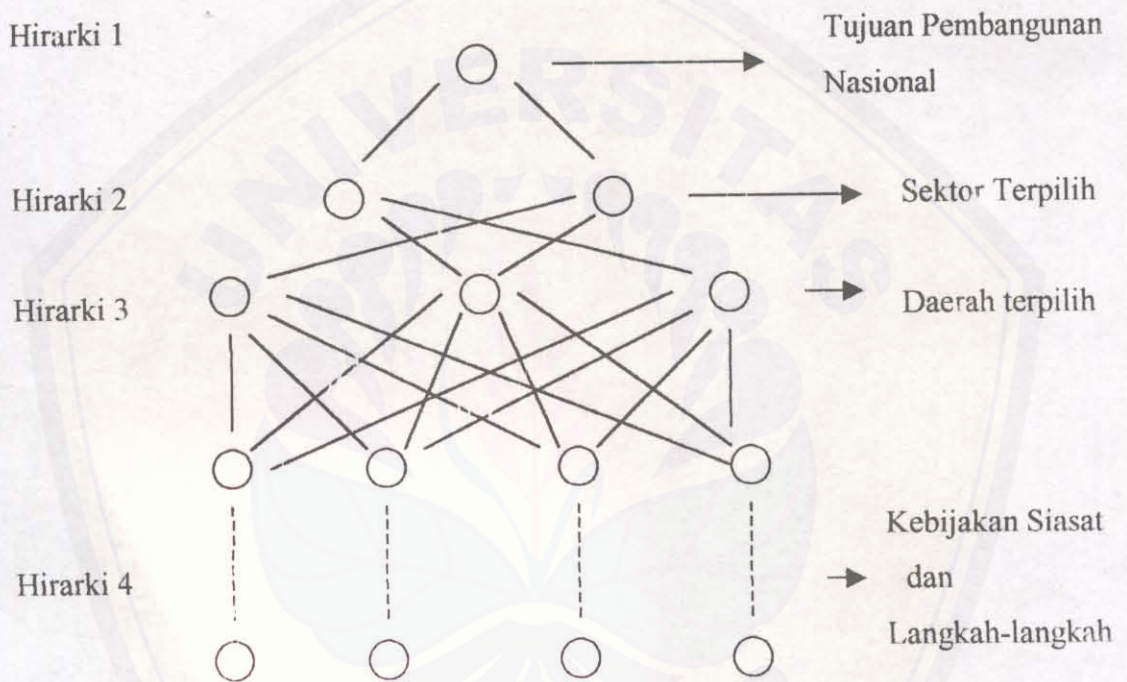 Hirarki 1
Tujuan Pembangunan
Nasional
UNIVERSITAS
Hirarki 2
Sektor Terpilih
Hirarki 3
Daerah terpilih
Kebijakan Siasat
Hirarki 4
dan
Langkah-langkah